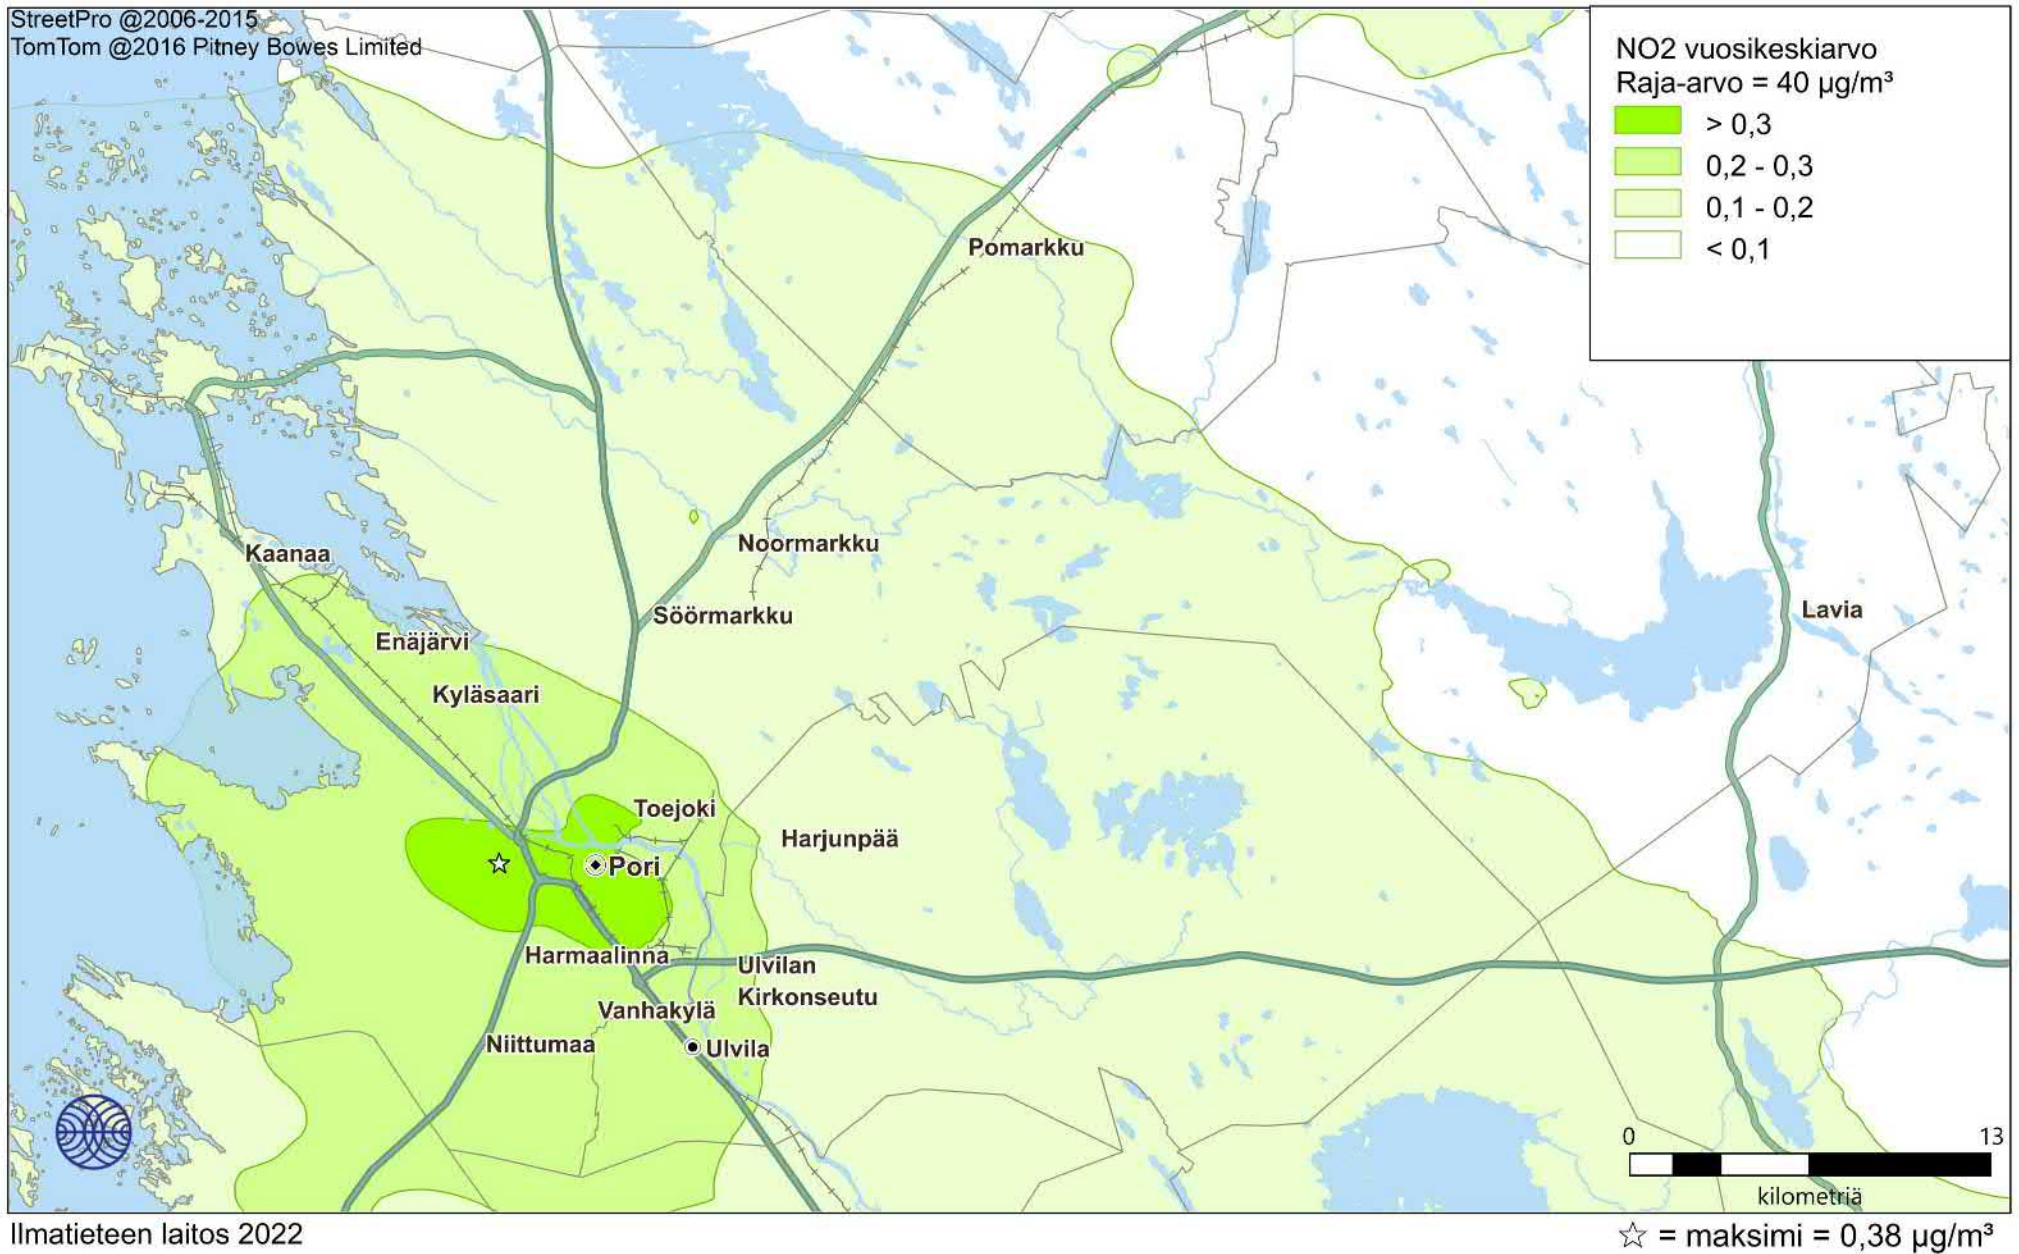 StreetPro @2006-2015
TomTom @2016 Pitney Bowes Limited
NO2 vuosikeskiarvo
Raja-arvo = 40 µg/m³
> 0,3
0,2 - 0,3
0,1 - 0,2
< 0,1
Pomarkku
Noormarkku
Kaanaa
Söörmarkku
Lavia
Enäjärvi
Kyläsaari
Toejoki
Harjunpää
Pori
Harmaalinna
Ulvilan
Kirkonseutu
Vanhakylä
Niittumaa
Ulvila
0 13
kilometriä
Ilmatieteen laitos 2022
☆ = maksimi = 0,38 µg/m³